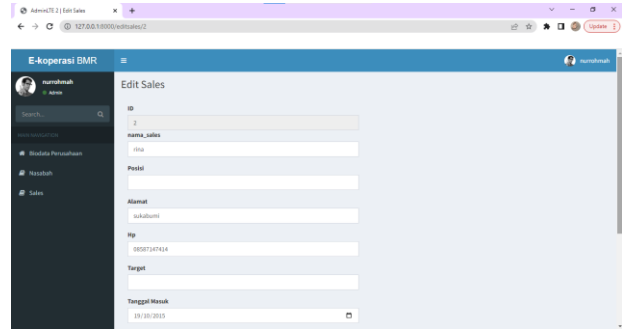 AdminLTE 2 | Edit Sales
127.0.0.1:8000/editsales/2
Update
E-koperasi BMR
nurrohmah
nurrohmah
Admin
Search...
MAIN NAVIGATION
Biodata Perusahaan
Nasabah
Sales
Edit Sales
ID
2
nama_sales
rina
Posisi
Alamat
sukabumi
Hp
08587147414
Target
Tanggal Masuk
19/10/2015